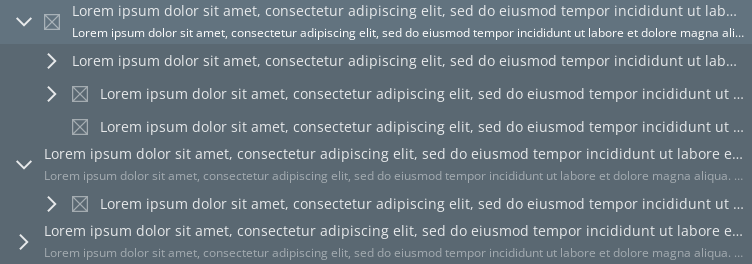 Lorem ipsum dolor sit amet, consectetur adipiscing elit, sed do eiusmod tempor incididunt ut lab...
Lorem ipsum dolor sit amet, consectetur adipiscing elit, sed do eiusmod tempor incididunt ut labore et dolore magna ali...
Lorem ipsum dolor sit amet, consectetur adipiscing elit, sed do eiusmod tempor incididunt ut lab...
Lorem ipsum dolor sit amet, consectetur adipiscing elit, sed do eiusmod tempor incididunt ut ...
Lorem ipsum dolor sit amet, consectetur adipiscing elit, sed do eiusmod tempor incididunt ut ...
Lorem ipsum dolor sit amet, consectetur adipiscing elit, sed do eiusmod tempor incididunt ut labore e...
Lorem ipsum dolor sit amet, consectetur adipiscing elit, sed do eiusmod tempor incididunt ut labore et dolore magna aliqua. ...
Lorem ipsum dolor sit amet, consectetur adipiscing elit, sed do eiusmod tempor incididunt ut ...
Lorem ipsum dolor sit amet, consectetur adipiscing elit, sed do eiusmod tempor incididunt ut labore e...
Lorem ipsum dolor sit amet, consectetur adipiscing elit, sed do eiusmod tempor incididunt ut labore et dolore magna aliqua. ...